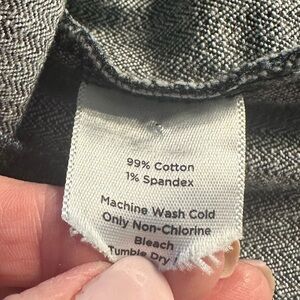 99% Cotton
1% Spandex
Machine Wash Cold
Only Non-Chlorine
Bleach
Tumble Dry